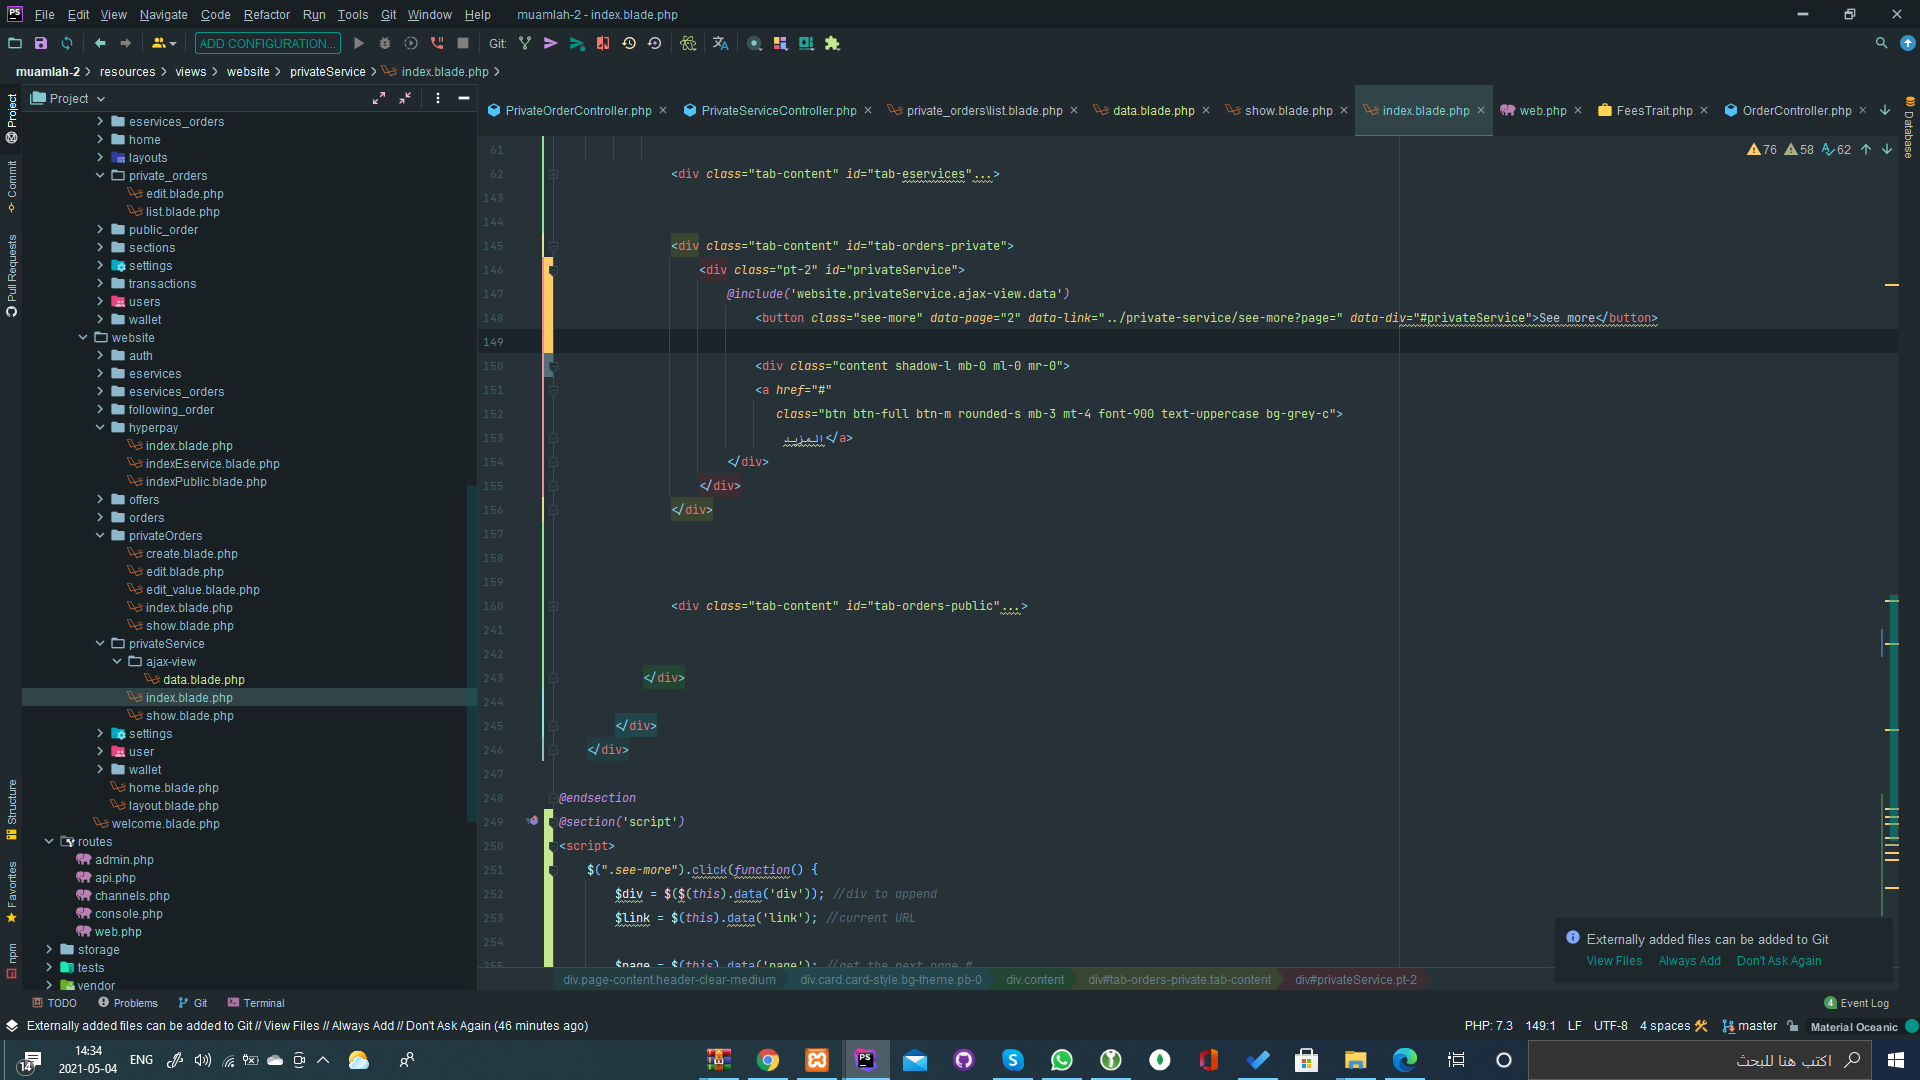 File Edit View Navigate Code Refactor Run Tools Git Window Help muamlah-2 - index.blade.php
ADD CONFIGURATION... Git:
muamlah-2 resources views website privateService index.blade.php
Project
PrivateOrderController.php PrivateServiceController.php private_orders\list.blade.php data.blade.php show.blade.php index.blade.php web.php FeesTrait.php OrderController.php
Project
Commit
Pull Requests
Structure
Favorites
npm
Database
eservices_orders
home
layouts
private_orders
edit.blade.php
list.blade.php
public_order
sections
settings
transactions
users
wallet
website
auth
eservices
eservices_orders
following_order
hyperpay
index.blade.php
indexEservice.blade.php
indexPublic.blade.php
offers
orders
privateOrders
create.blade.php
edit.blade.php
edit_value.blade.php
index.blade.php
show.blade.php
privateService
ajax-view
data.blade.php
index.blade.php
show.blade.php
settings
user
wallet
home.blade.php
layout.blade.php
welcome.blade.php
routes
admin.php
api.php
channels.php
console.php
web.php
storage
tests
vendor
76 58 62
61
62 <div class="tab-content" id="tab-eservices"...>
143
144
145 <div class="tab-content" id="tab-orders-private">
146 <div class="pt-2" id="privateService">
147 @include('website.privateService.ajax-view.data')
148 <button class="see-more" data-page="2" data-link="../private-service/see-more?page=" data-div="#privateService">See more</button>
149
150 <div class="content shadow-l mb-0 ml-0 mr-0">
151 <a href="#"
152 class="btn btn-full btn-m rounded-s mb-3 mt-4 font-900 text-uppercase bg-grey-c">
153 المزيد</a>
154 </div>
155 </div>
156 </div>
157
158
159
160 <div class="tab-content" id="tab-orders-public"...>
241
242
243 </div>
244
245 </div>
246 </div>
247
248 @endsection
249 @section('script')
250 <script>
251 $(".see-more").click(function() {
252 $div = $($(this).data('div')); //div to append
253 $link = $(this).data('link'); //current URL
254
255 $page = $(this).data('page'); //get the next page #
div.page-content.header-clear-medium div.card.card-style.bg-theme.pb-0 div.content div#tab-orders-private.tab-content div#privateService.pt-2
Externally added files can be added to Git
View Files Always Add Don't Ask Again
TODO Problems Git Terminal 4 Event Log
Externally added files can be added to Git // View Files // Always Add // Don't Ask Again (46 minutes ago) PHP: 7.3 149:1 LF UTF-8 4 spaces master Material Oceanic
14 14:34
2021-05-04 ENG اكتب هنا للبحث